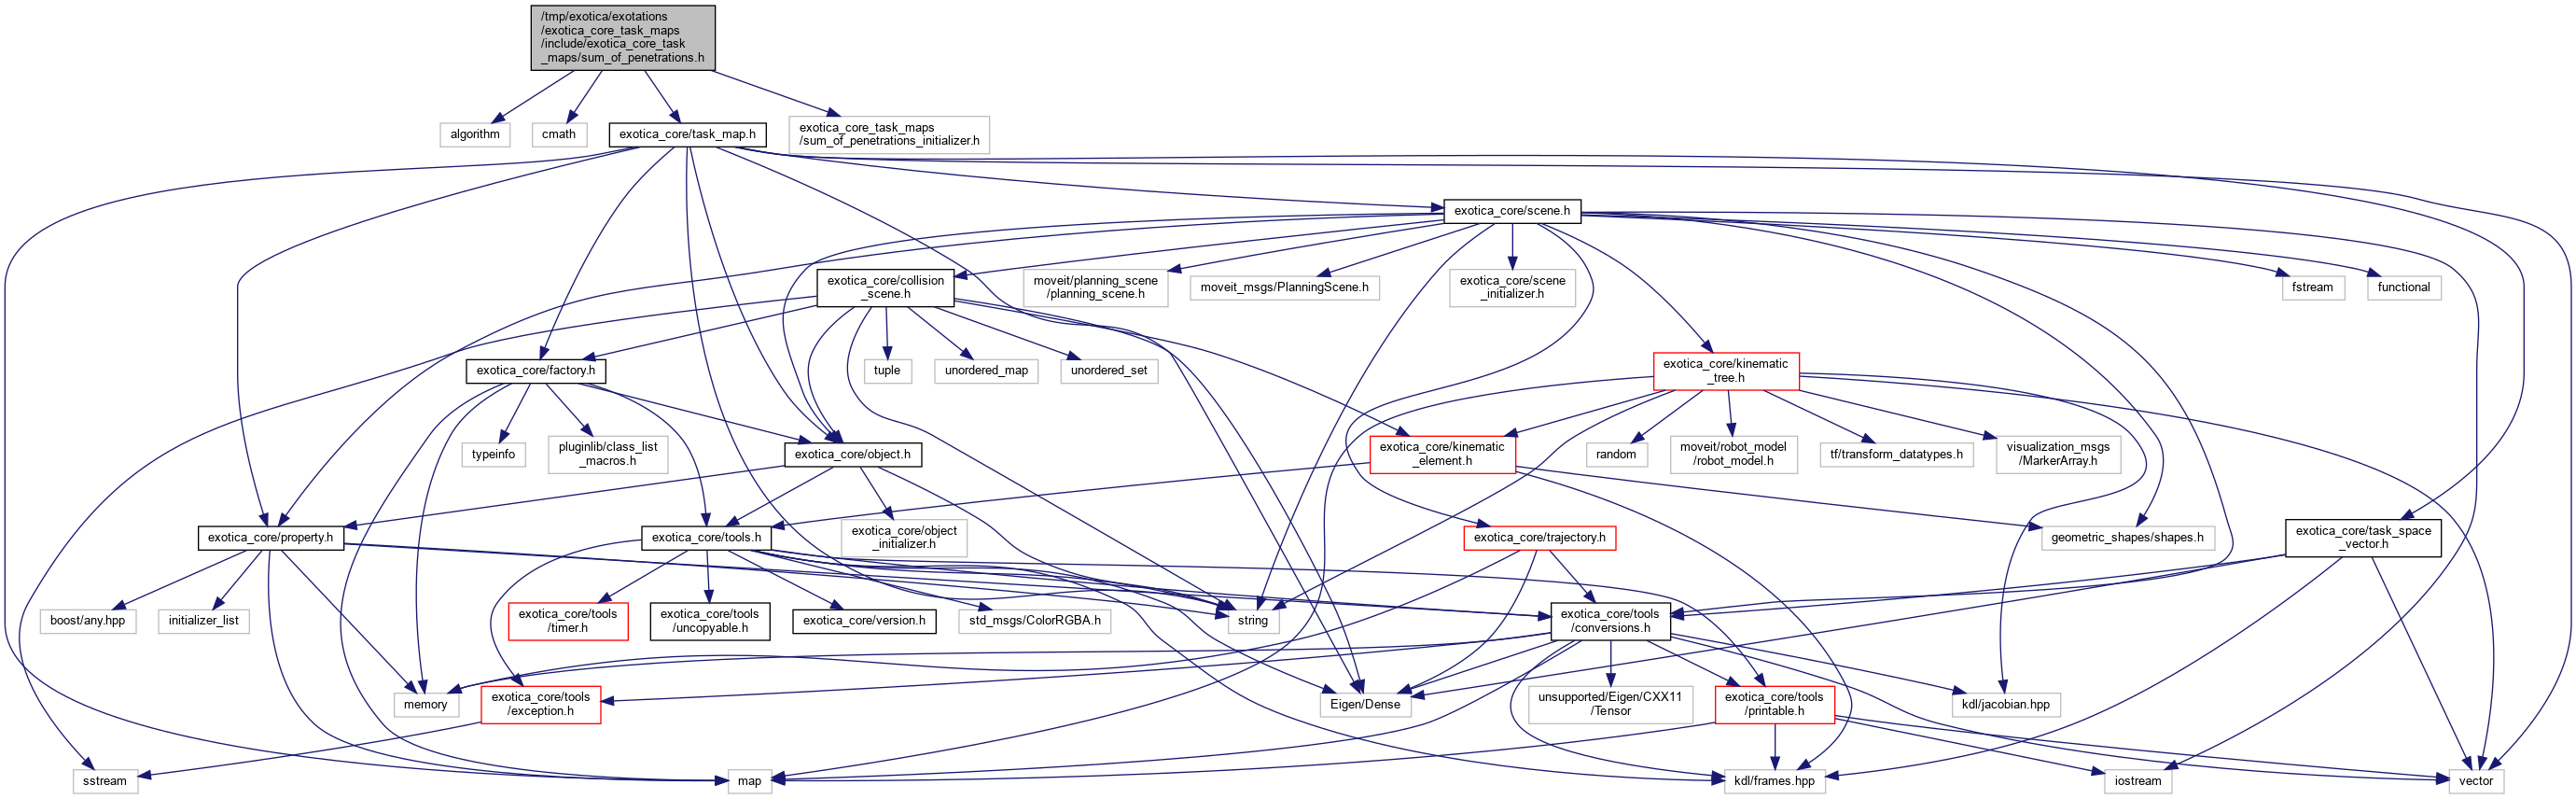 /tmp/exotica/exotations
/exotica_core_task_maps
/include/exotica_core_task
_maps/sum_of_penetrations.h
algorithm
cmath
exotica_core/task_map.h
exotica_core_task_maps
/sum_of_penetrations_initializer.h
exotica_core/scene.h
exotica_core/collision
_scene.h
moveit/planning_scene
/planning_scene.h
moveit_msgs/PlanningScene.h
exotica_core/scene
_initializer.h
fstream
functional
exotica_core/factory.h
tuple
unordered_map
unordered_set
exotica_core/kinematic
_tree.h
typeinfo
pluginlib/class_list
_macros.h
exotica_core/object.h
exotica_core/kinematic
_element.h
random
moveit/robot_model
/robot_model.h
tf/transform_datatypes.h
visualization_msgs
/MarkerArray.h
exotica_core/property.h
exotica_core/tools.h
exotica_core/object
_initializer.h
exotica_core/trajectory.h
geometric_shapes/shapes.h
exotica_core/task_space
_vector.h
boost/any.hpp
initializer_list
exotica_core/tools
/timer.h
exotica_core/tools
/uncopyable.h
exotica_core/version.h
std_msgs/ColorRGBA.h
string
exotica_core/tools
/conversions.h
memory
exotica_core/tools
/exception.h
Eigen/Dense
unsupported/Eigen/CXX11
/Tensor
exotica_core/tools
/printable.h
kdl/jacobian.hpp
sstream
map
kdl/frames.hpp
iostream
vector